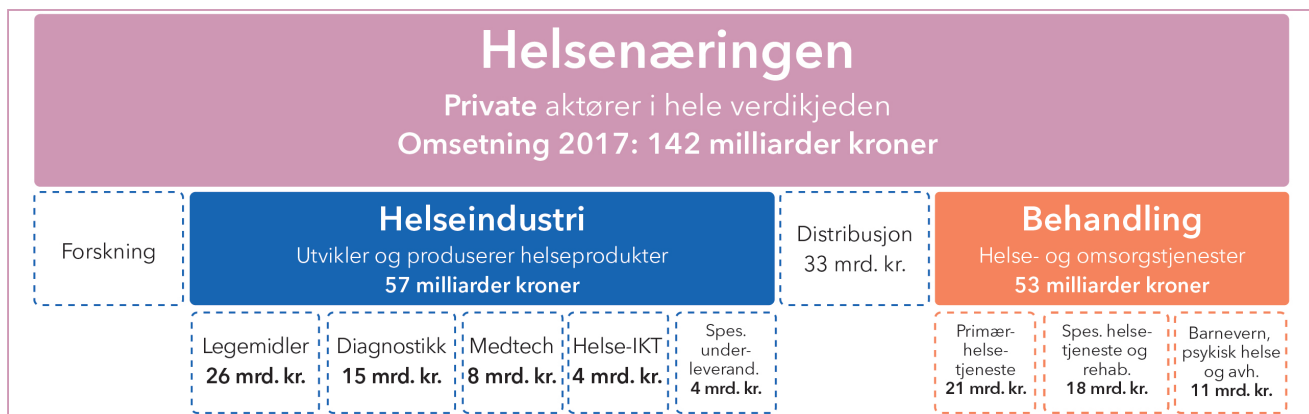 Helsenæringen
Private aktører i hele verdikjeden
Omsetning 2017: 142 milliarder kroner
Forskning
Helseindustri
Utvikler og produserer helseprodukter
57 milliarder kroner
Distribusjon
33 mrd. kr.
Behandling
Helse- og omsorgstjenester
53 milliarder kroner
Legemidler
26 mrd. kr.
Diagnostikk
15 mrd. kr.
Medtech
8 mrd. kr.
Helse-IKT
4 mrd. kr.
Spes.
under-
leverand.
4 mrd. kr.
Primær-
helse-
tjeneste
21 mrd. kr.
Spes. helse-
tjeneste og
rehab.
18 mrd. kr.
Barnevern,
psykisk helse
og avh.
11 mrd. kr.